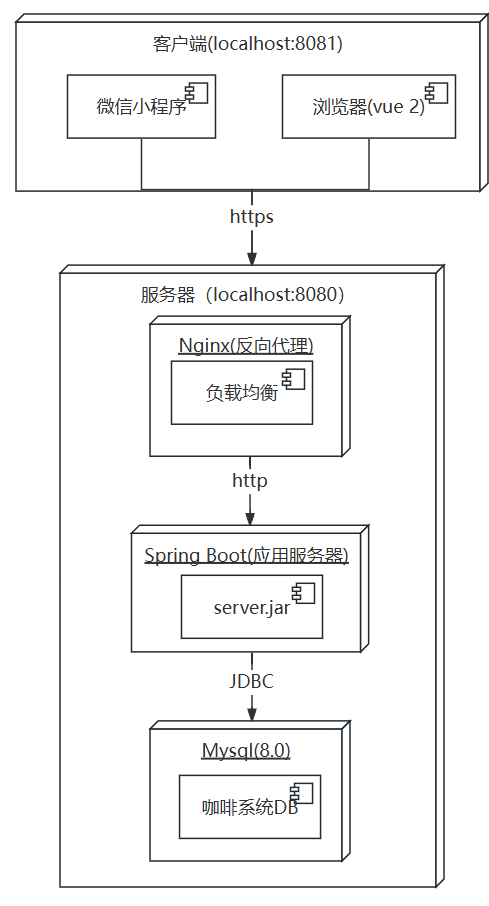 客户端(localhost:8081)
微信小程序
浏览器(vue 2)
https
服务器（localhost:8080）
Nginx(反向代理)
负载均衡
http
Spring Boot(应用服务器)
server.jar
JDBC
Mysql(8.0)
咖啡系统DB